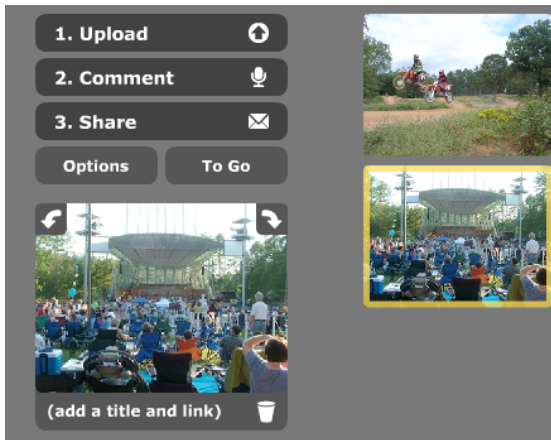 1. Upload
2. Comment
3. Share
Options
To Go
(add a title and link)